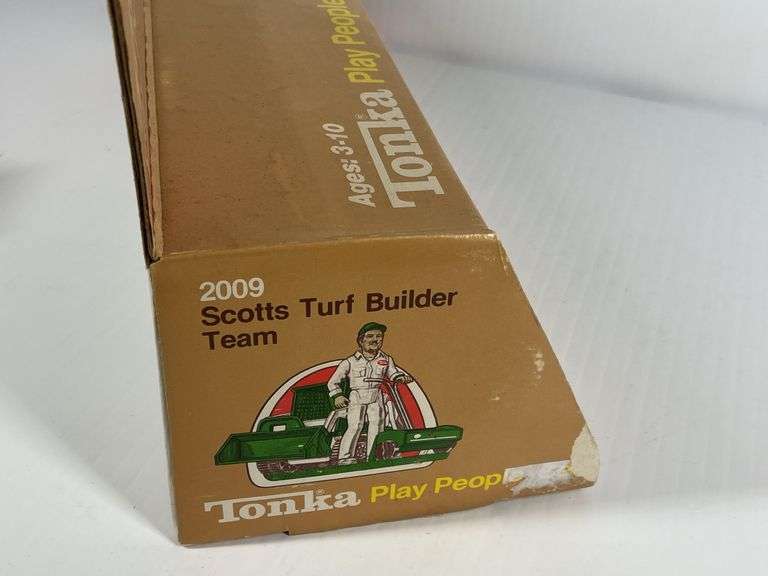 Ages: 3-10
Tonka Play People
2009
Scotts Turf Builder
Team
Tonka Play Peop